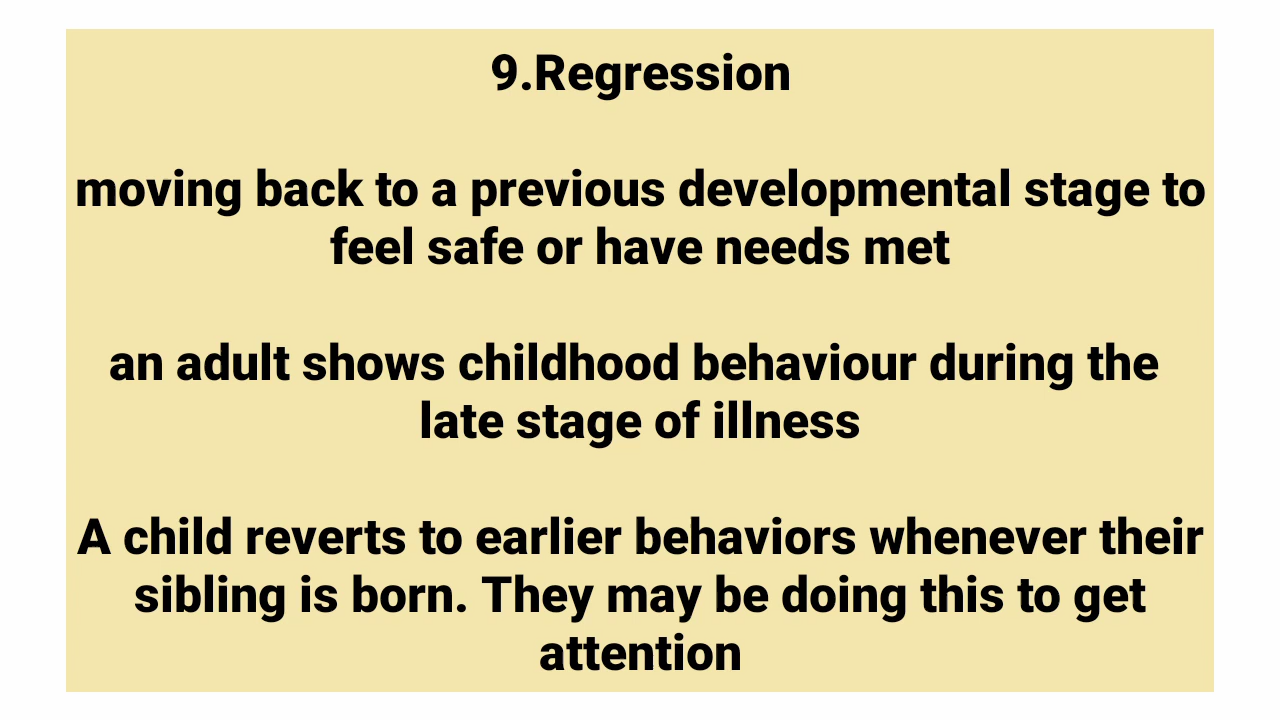 9.Regression
moving back to a previous developmental stage to
feel safe or have needs met
an adult shows childhood behaviour during the
late stage of illness
A child reverts to earlier behaviors whenever their
sibling is born. They may be doing this to get
attention